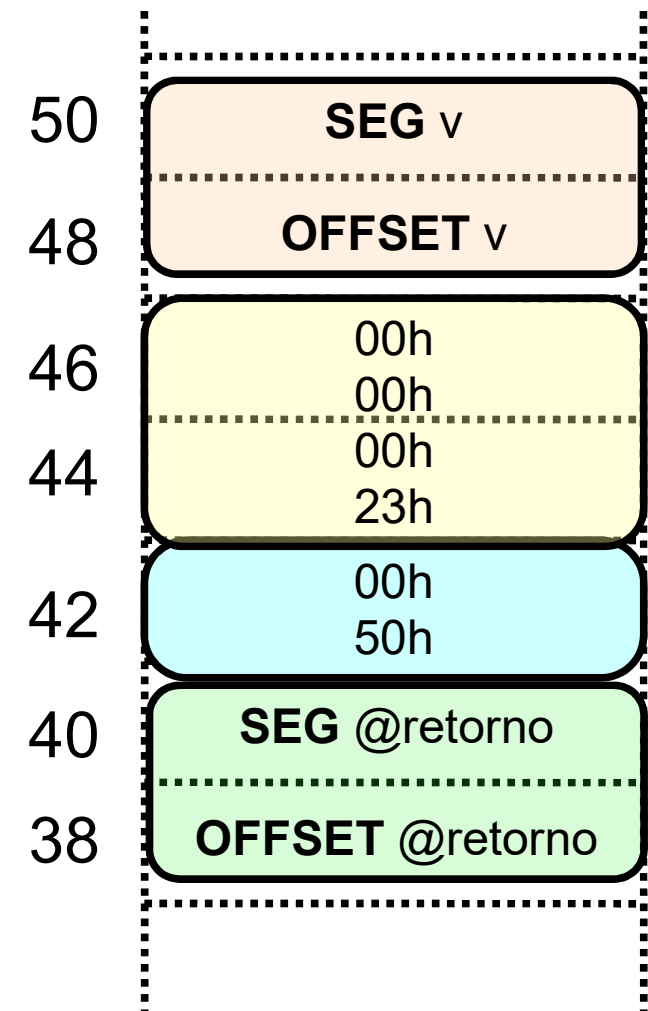 50 SEG v
48 OFFSET v
46 00h
00h
44 00h
23h
42 00h
50h
40 SEG @retorno
38 OFFSET @retorno